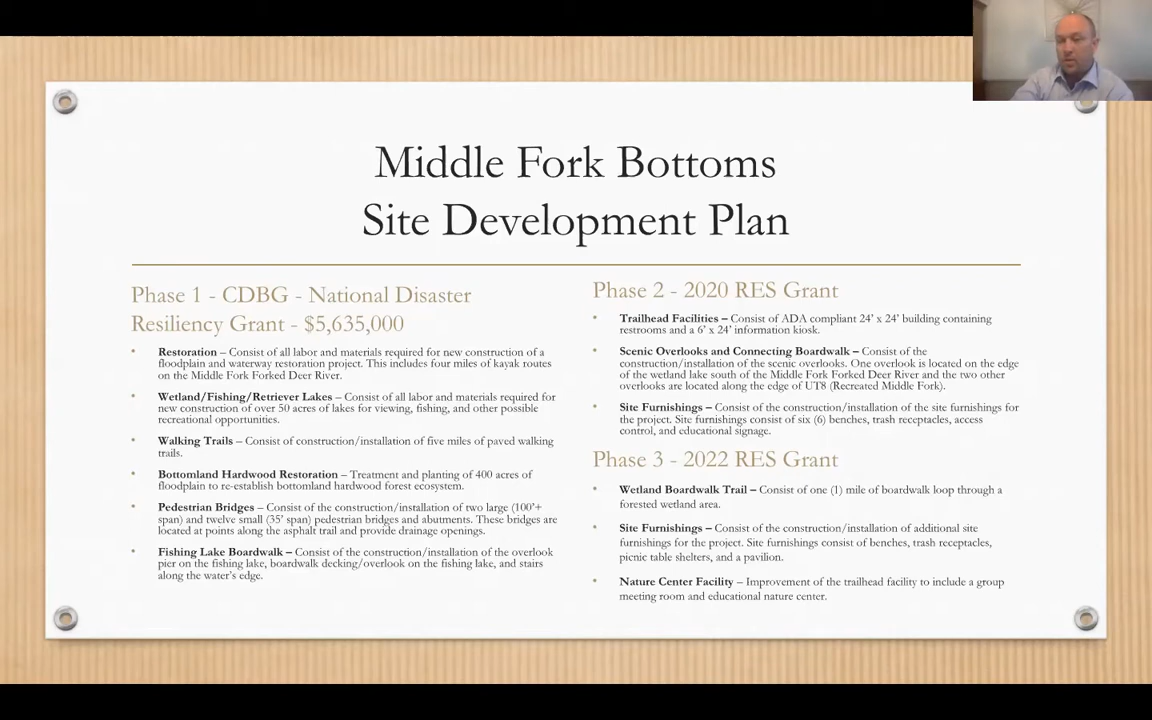 Middle Fork Bottoms
Site Development Plan
Phase 1 - CDBG - National Disaster
Resiliency Grant - $5,635,000
• Restoration – Consist of all labor and materials required for new construction of a
floodplain and waterway restoration project. This includes four miles of kayak routes
on the Middle Fork Forked Deer River.
• Wetland/Fishing/Retriever Lakes – Consist of all labor and materials required for
new construction of over 50 acres of lakes for viewing, fishing, and other possible
recreational opportunities.
• Walking Trails – Consist of construction/installation of five miles of paved walking
trails.
• Bottomland Hardwood Restoration – Treatment and planting of 400 acres of
floodplain to re-establish bottomland hardwood forest ecosystem.
• Pedestrian Bridges – Consist of the construction/installation of two large (100'+
span) and twelve small (35' span) pedestrian bridges and abutments. These bridges are
located at points along the asphalt trail and provide drainage openings.
• Fishing Lake Boardwalk – Consist of the construction/installation of the overlook
pier on the fishing lake, boardwalk decking/overlook on the fishing lake, and stairs
along the water's edge.
Phase 2 - 2020 RES Grant
• Trailhead Facilities – Consist of ADA compliant 24' x 24' building containing
restrooms and a 6' x 24' information kiosk.
• Scenic Overlooks and Connecting Boardwalk – Consist of the
construction/installation of the scenic overlooks. One overlook is located on the edge
of the wetland lake south of the Middle Fork Forked Deer River and the two other
overlooks are located along the edge of UT8 (Recreated Middle Fork).
• Site Furnishings – Consist of the construction/installation of the site furnishings for
the project. Site furnishings consist of six (6) benches, trash receptacles, access
control, and educational signage.
Phase 3 - 2022 RES Grant
• Wetland Boardwalk Trail – Consist of one (1) mile of boardwalk loop through a
forested wetland area.
• Site Furnishings – Consist of the construction/installation of additional site
furnishings for the project. Site furnishings consist of benches, trash receptacles,
picnic table shelters, and a pavilion.
• Nature Center Facility – Improvement of the trailhead facility to include a group
meeting room and educational nature center.